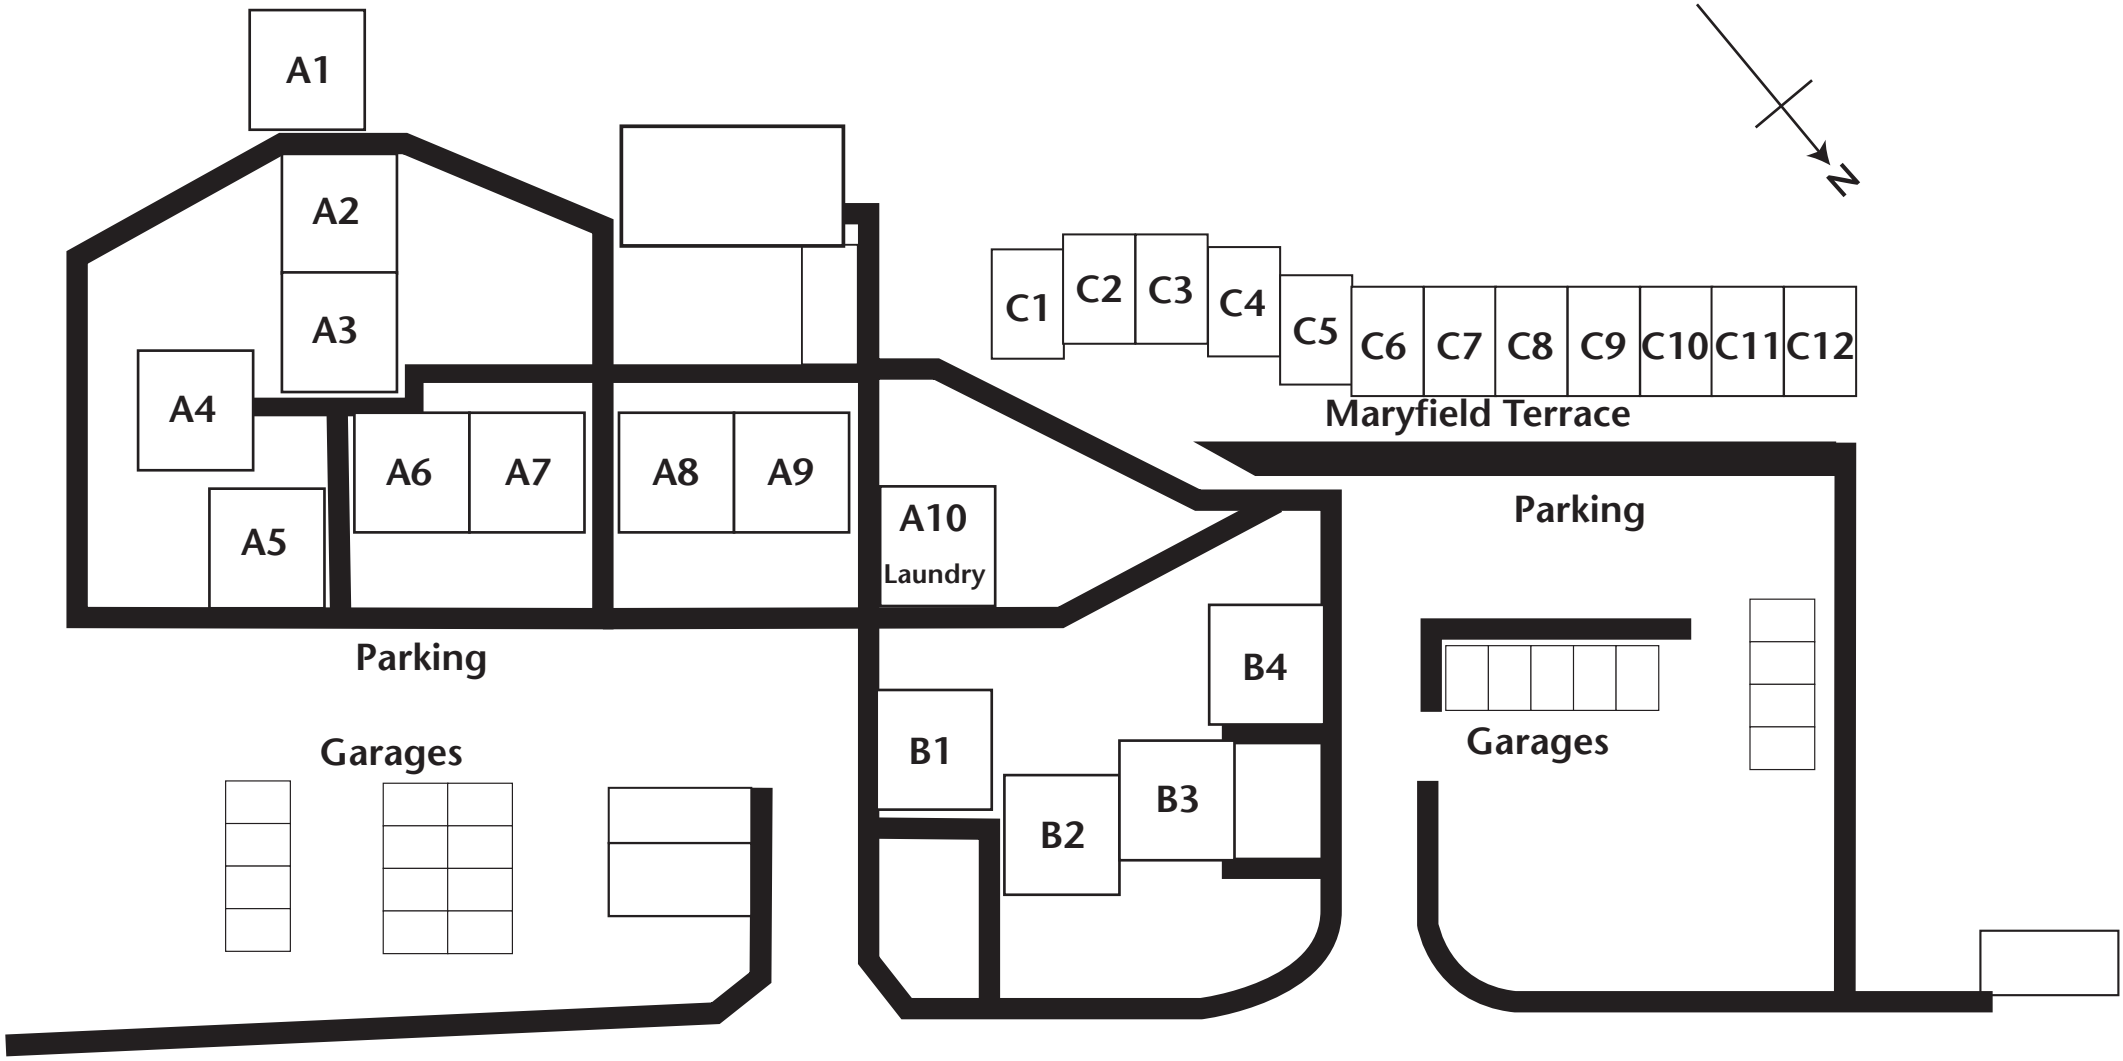 A1
N
A2
C1
C2
C3
C4
C5
C6
C7
C8
C9
C10
C11
C12
A3
A4
Maryfield Terrace
A6
A7
A8
A9
A10
Laundry
Parking
A5
Parking
B4
Garages
B1
B3
B2
Garages